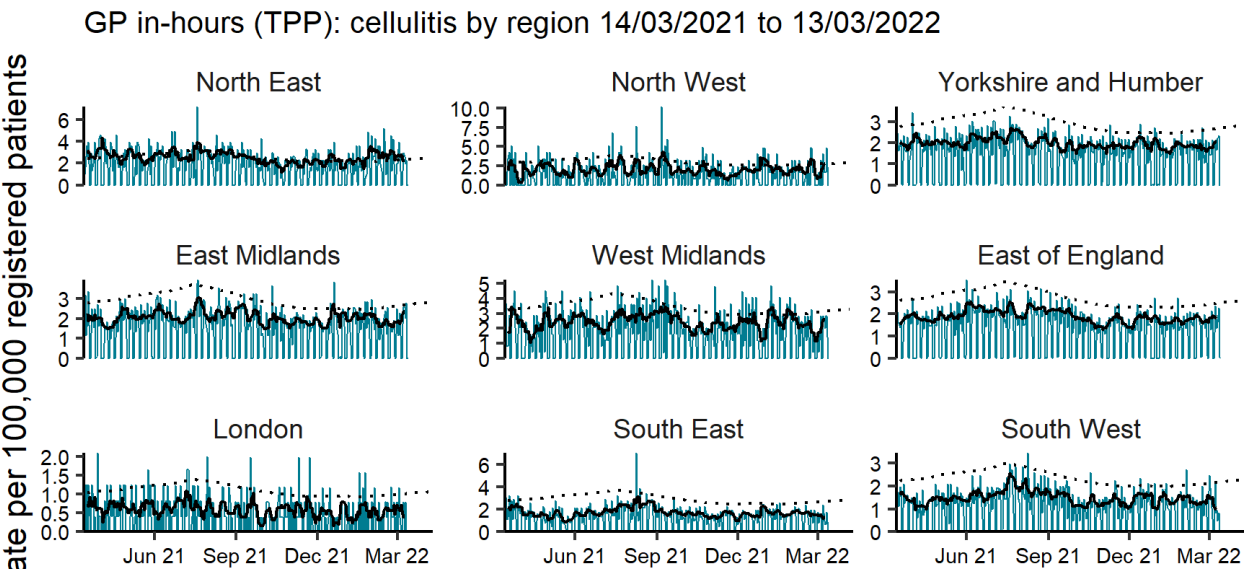 GP in-hours (TPP): cellulitis by region 14/03/2021 to 13/03/2022
ate per 100,000 registered patients
North East
North West
Yorkshire and Humber
6
4
2
0
10.0
7.5
5.0
2.5
0.0
3
2
1
0
East Midlands
West Midlands
East of England
3
2
1
0
5
4
3
2
1
0
3
2
1
0
London
South East
South West
2.0
1.5
1.0
0.5
0.0
6
4
2
0
3
2
1
0
Jun 21 Sep 21 Dec 21 Mar 22
Jun 21 Sep 21 Dec 21 Mar 22
Jun 21 Sep 21 Dec 21 Mar 22